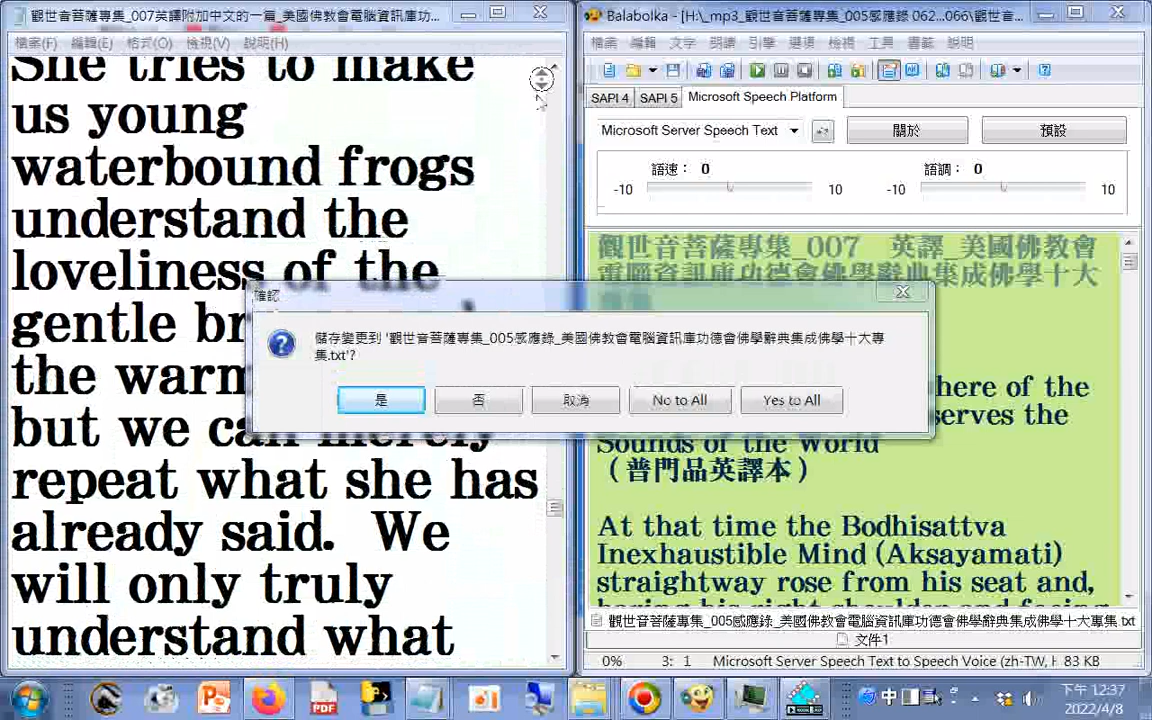 觀世音菩薩專集_007英譯附加中文的一篇_美國佛教會電腦資訊庫功...
檔案(F) 編輯(E) 格式(O) 檢視(V) 說明(H)
She tries to make
us young
waterbound frogs
understand the
loveliness of the
gentle
the warm
but we can merely
repeat what she has
already said. We
will only truly
understand what
Balabolka - [H:\_mp3_觀世音菩薩專集_005感應錄 062...066\觀世音...
檔案 編輯 文字 朗讀 引擎 選項 檢視 工具 書籤 說明
SAPI 4 SAPI 5 Microsoft Speech Platform
Microsoft Server Speech Text 關於 預設
語速： 0 語調： 0
-10 10 -10 10
觀世音菩薩專集_007 英譯_美國佛教會
電腦資訊庫功德會佛學辭典集成佛學十大
here of the
serves the
Sounds of the World
（普門品英譯本）
At that time the Bodhisattva
Inexhaustible Mind (Aksayamati)
straightway rose from his seat and,
baring his right shoulder and facing
觀世音菩薩專集_005感應錄_美國佛教會電腦資訊庫功德會佛學辭典集成佛學十大專集.txt
文件1
0% 3: 1 Microsoft Server Speech Text to Speech Voice (zh-TW, H 83 KB
確認
儲存變更到 '觀世音菩薩專集_005感應錄_美國佛教會電腦資訊庫功德會佛學辭典集成佛學十大專
集.txt'?
是 否 取消 No to All Yes to All
中
下午 12:37
2022/4/8